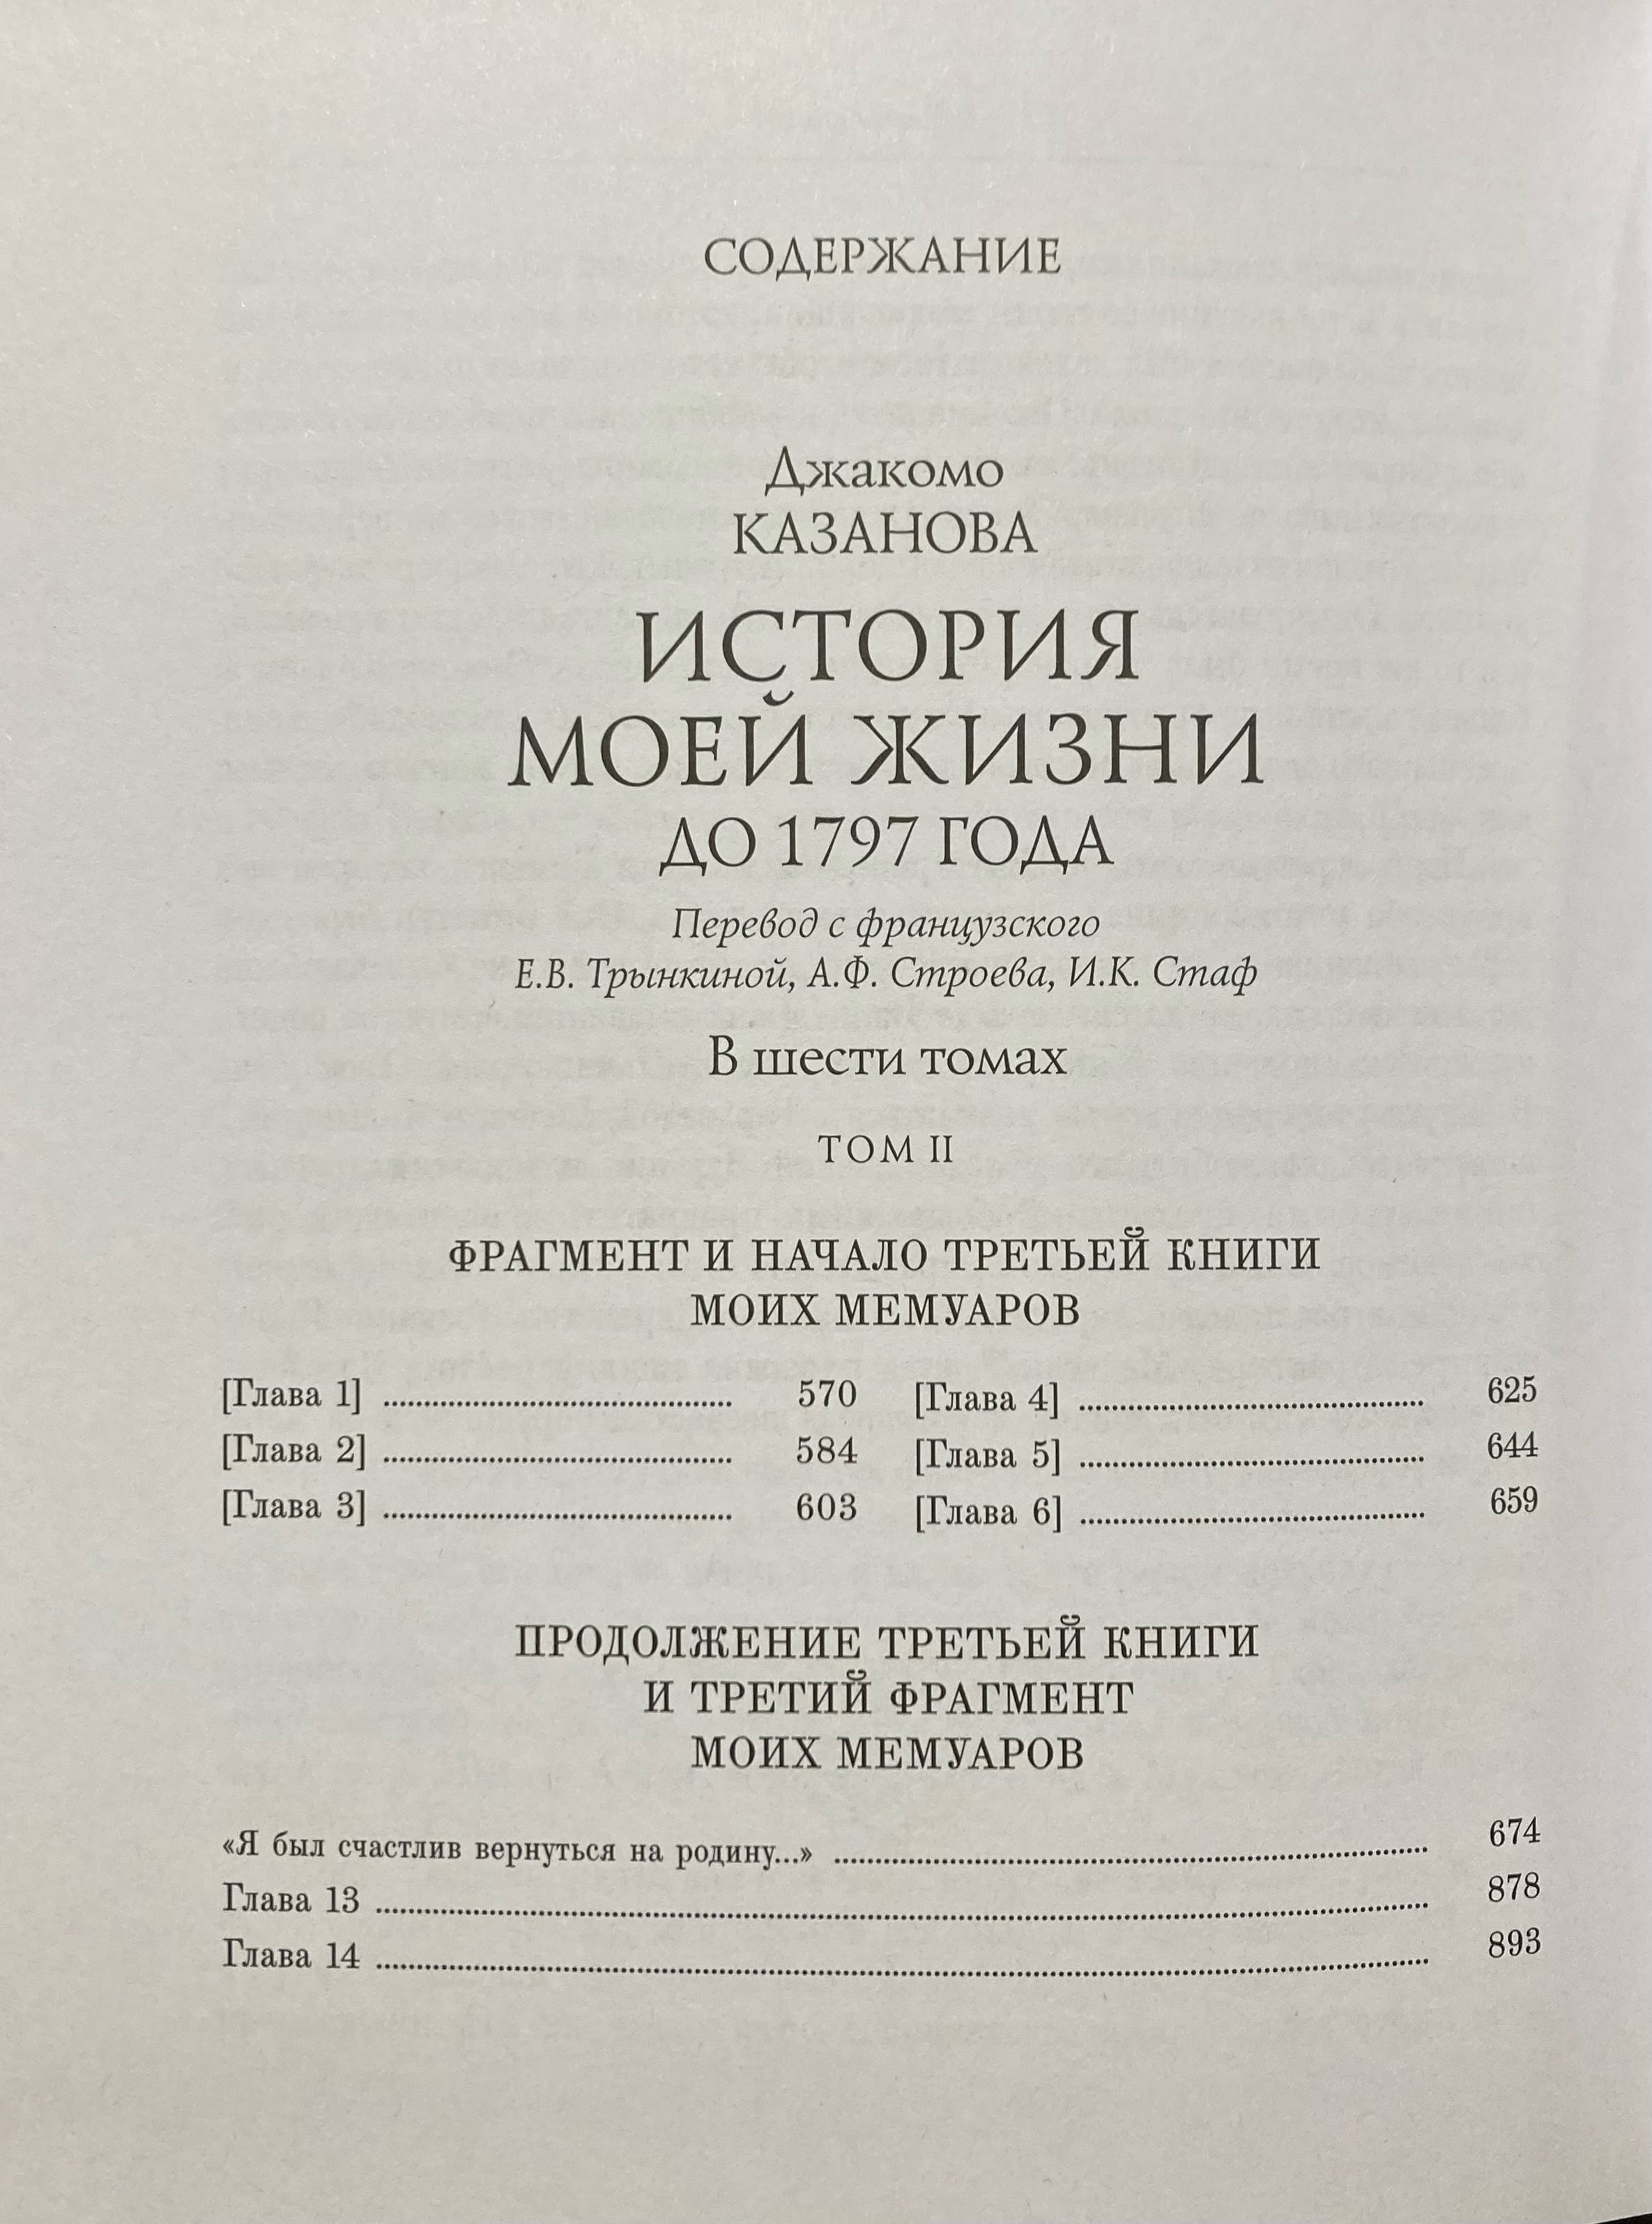 СОДЕРЖАНИЕ
Джакомо
КАЗАНОВА
ИСТОРИЯ
МОЕЙ ЖИЗНИ
ДО 1797 ГОДА
Перевод с французского
Е.В. Трынкиной, А.Ф. Строева, И.К. Стаф
В шести томах
ТОМ II
ФРАГМЕНТ И НАЧАЛО ТРЕТЬЕЙ КНИГИ
МОИХ МЕМУАРОВ
[Глава 1] ........ 570
[Глава 2] ........ 584
[Глава 3] ........ 603
[Глава 4] ........ 625
[Глава 5] ........ 644
[Глава 6] ........ 659
ПРОДОЛЖЕНИЕ ТРЕТЬЕЙ КНИГИ
И ТРЕТИЙ ФРАГМЕНТ
МОИХ МЕМУАРОВ
«Я был счастлив вернуться на родину...» ........ 674
Глава 13 ........ 878
Глава 14 ........ 893